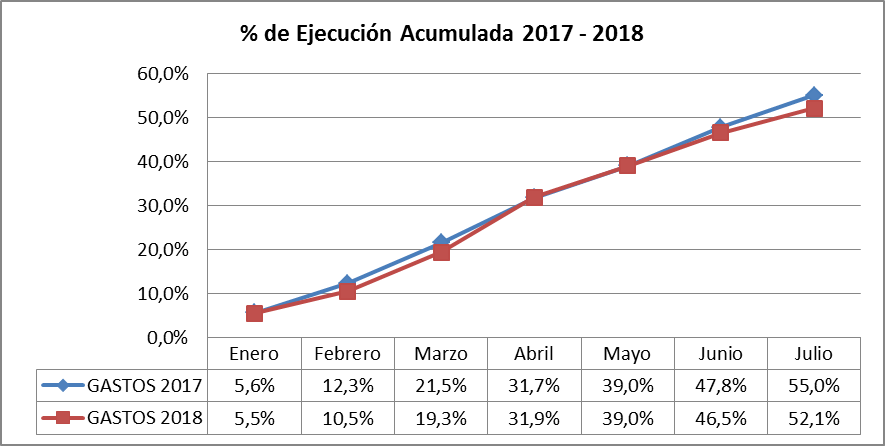 % de Ejecución Acumulada 2017 - 2018
60,0%
50,0%
40,0%
30,0%
20,0%
10,0%
0,0%
Enero Febrero Marzo Abril Mayo Junio Julio
GASTOS 2017 5,6% 12,3% 21,5% 31,7% 39,0% 47,8% 55,0%
GASTOS 2018 5,5% 10,5% 19,3% 31,9% 39,0% 46,5% 52,1%